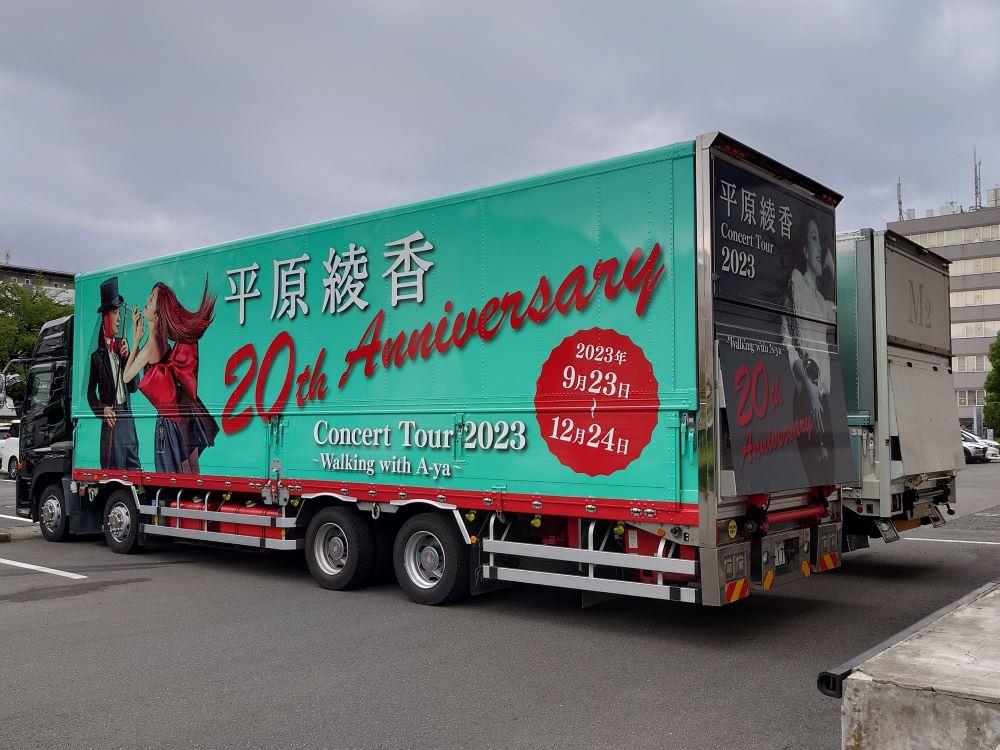 平原綾香
20th Anniversary
Concert Tour 2023
~Walking with A-ya~
2023年
9月23日
~
12月24日
平原綾香
Concert Tour
2023
~Walking with A-ya~
20th
Anniversary
M2